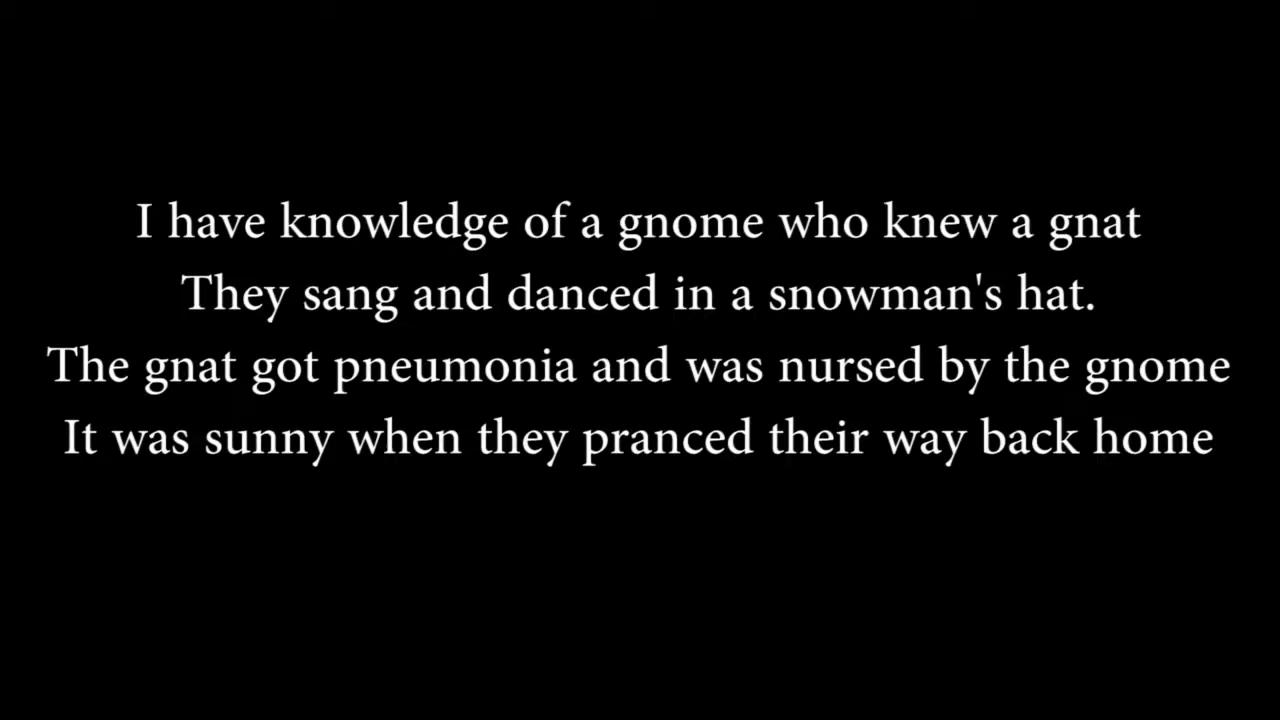 I have knowledge of a gnome who knew a gnat
They sang and danced in a snowman's hat.
The gnat got pneumonia and was nursed by the gnome
It was sunny when they pranced their way back home